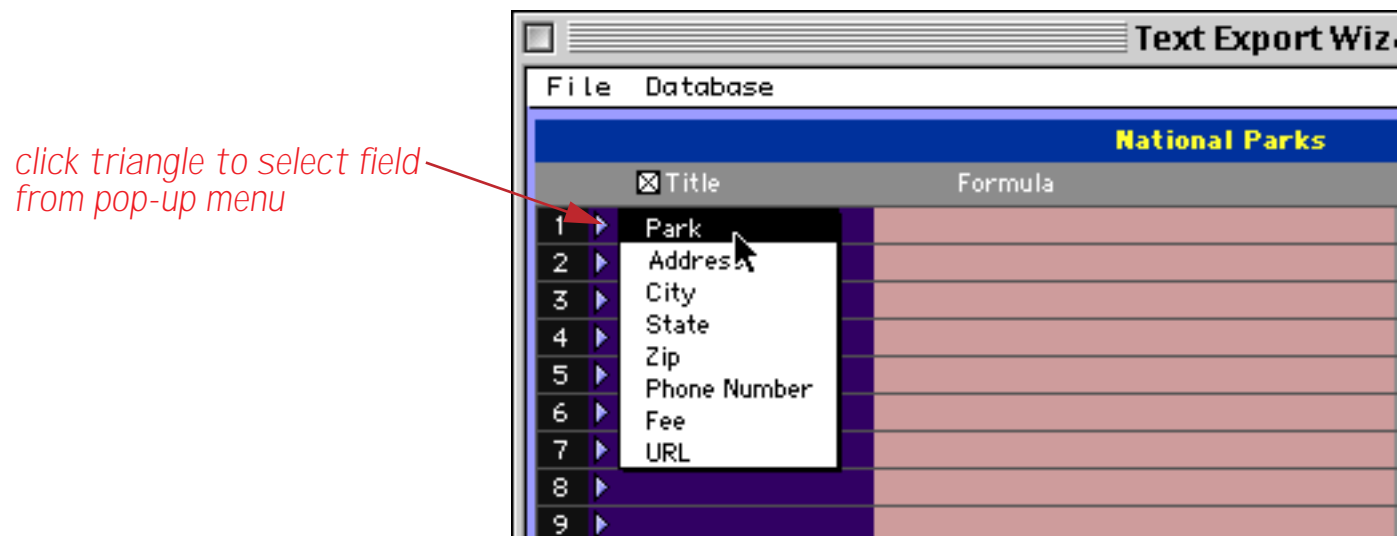 Text Export Wiz
File Database
National Parks
click triangle to select field
from pop-up menu
Title Formula
1 Park
2 Address
3 City
4 State
Zip
5 Phone Number
6 Fee
7 URL
8
9